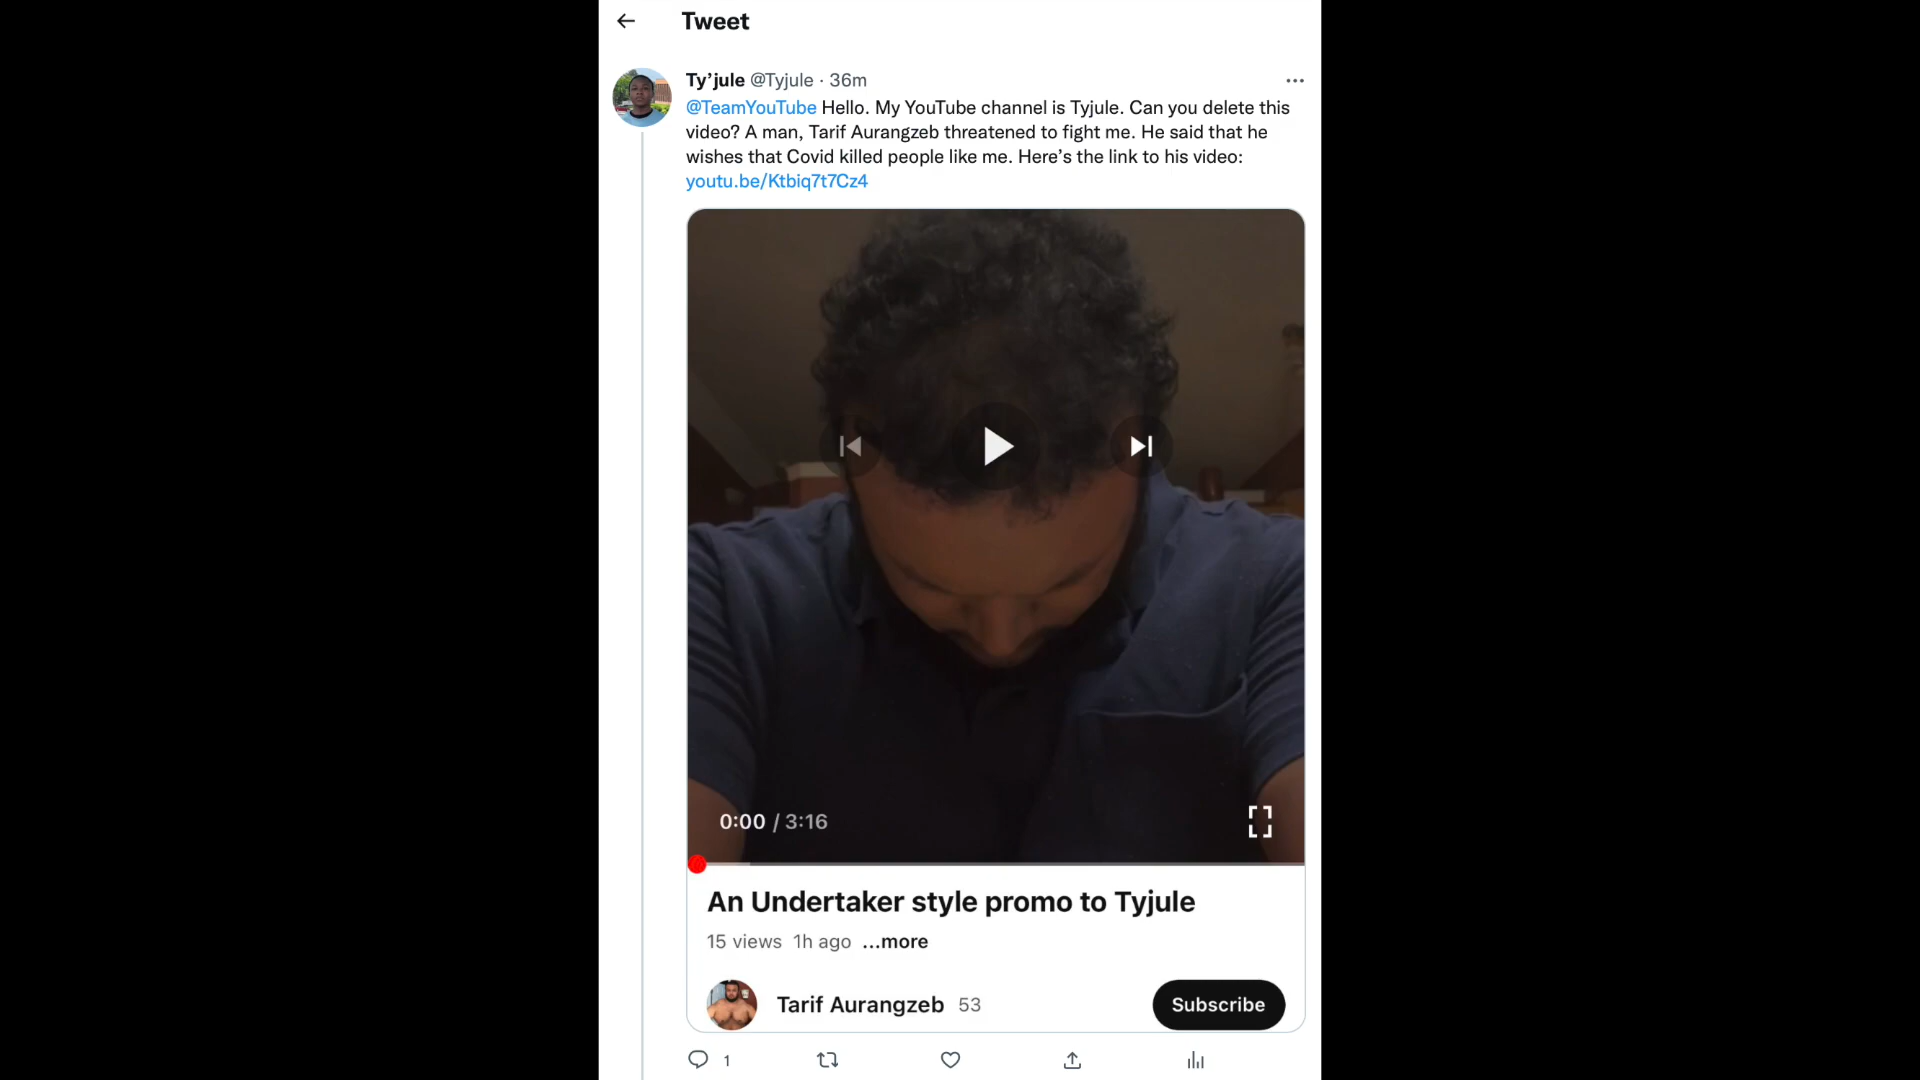 Tweet
Ty’jule @Tyjule · 36m
@TeamYouTube Hello. My YouTube channel is Tyjule. Can you delete this
video? A man, Tarif Aurangzeb threatened to fight me. He said that he
wishes that Covid killed people like me. Here’s the link to his video:
youtu.be/Ktbiq7t7Cz4
0:00 / 3:16
An Undertaker style promo to Tyjule
15 views 1h ago ...more
Tarif Aurangzeb 53
Subscribe
1